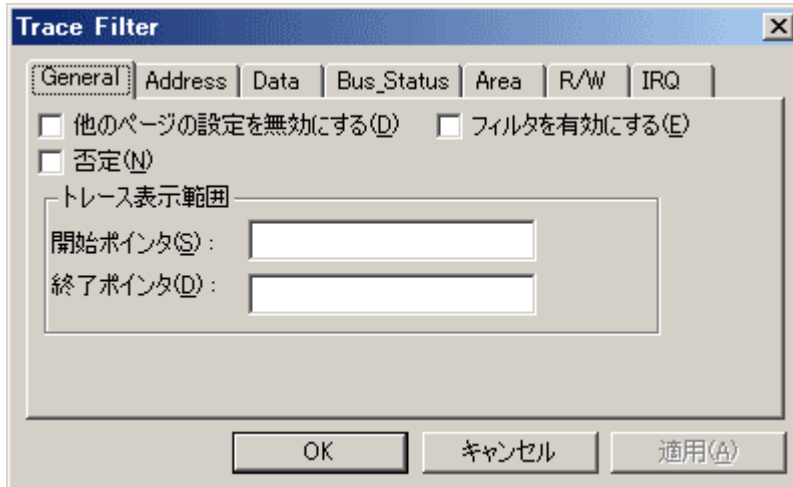 Trace Filter
General Address Data Bus_Status Area R/W IRQ
他のページの設定を無効にする(D) フィルタを有効にする(E)
否定(N)
トレース表示範囲
開始ポインタ(S) :
終了ポインタ(D) :
OK キャンセル 適用(A)